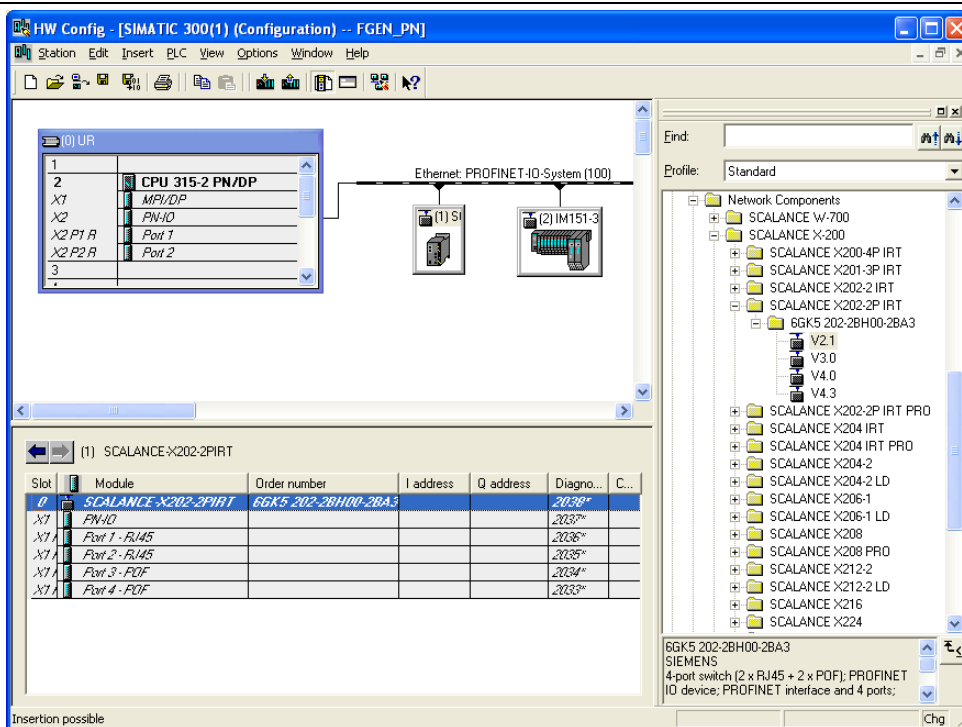 HW Config - [SIMATIC 300(1) (Configuration) -- FGEN_PN]
Station Edit Insert PLC View Options Window Help
(0) UR
1
2 CPU 315-2 PN/DP
X1 MPI/DP
X2 PN-IO
X2 P1 R Port 1
X2 P2 R Port 2
3
Ethernet: PROFINET-IO-System (100)
(1) SC
(2) IM151-3
(1) SCALANCE-X202-2PIRT
Slot Module Order number I address Q address Diagno... C...
0 SCALANCE-X202-2PIRT 6GK5 202-2BH00-2BA3 2038*
X1 PN-IO 2037*
X1 Port 1 - RJ45 2036*
X1 Port 2 - RJ45 2035*
X1 Port 3 - POF 2034*
X1 Port 4 - POF 2033*
Find:
Profile: Standard
Network Components
SCALANCE W-700
SCALANCE X-200
SCALANCE X200-4P IRT
SCALANCE X201-3P IRT
SCALANCE X202-2 IRT
SCALANCE X202-2P IRT
6GK5 202-2BH00-2BA3
V2.1
V3.0
V4.0
V4.3
SCALANCE X202-2P IRT PRO
SCALANCE X204 IRT
SCALANCE X204 IRT PRO
SCALANCE X204-2
SCALANCE X204-2 LD
SCALANCE X206-1
SCALANCE X206-1 LD
SCALANCE X208
SCALANCE X208 PRO
SCALANCE X212-2
SCALANCE X212-2 LD
SCALANCE X216
SCALANCE X224
6GK5 202-2BH00-2BA3
SIEMENS
4-port switch (2 x RJ45 + 2 x POF); PROFINET
IO device; PROFINET interface and 4 ports;
Insertion possible
Chg